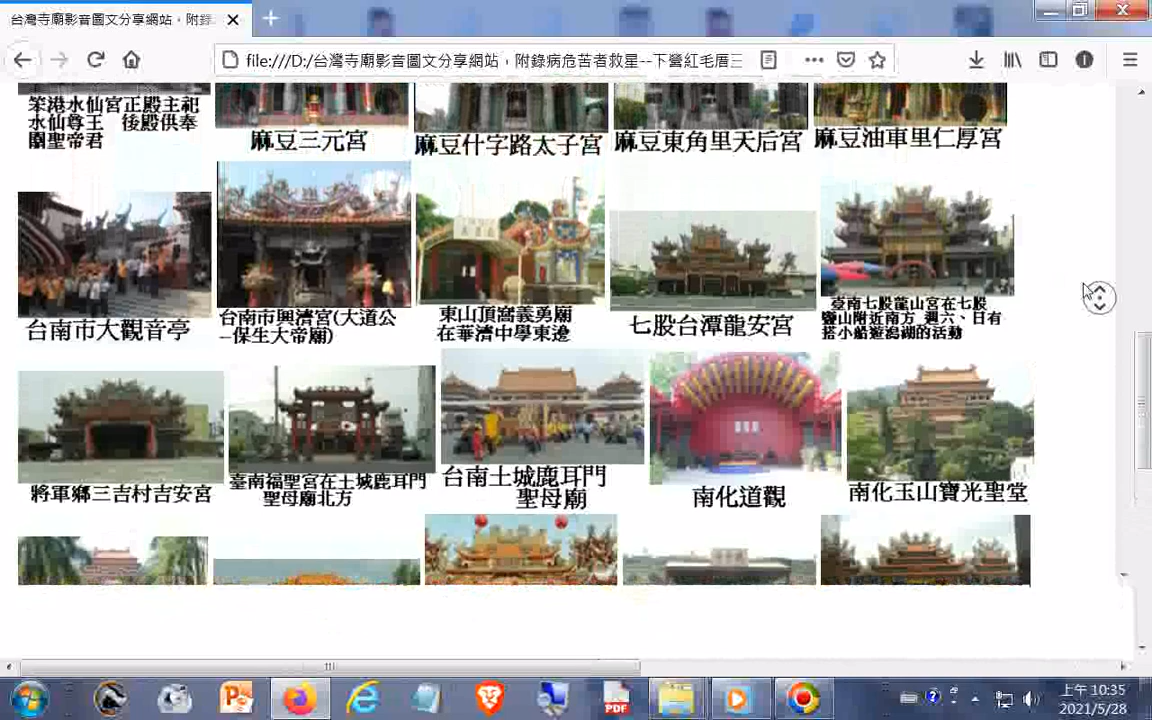 台灣寺廟影音圖文分享網站，附錄
file:///D:/台灣寺廟影音圖文分享網站，附錄病危苦者救星--下營紅毛厝三
笨港水仙宮正殿主祀
水仙尊王 後殿供奉
關聖帝君
麻豆三元宮
麻豆什字路太子宮
麻豆東角里天后宮
麻豆油車里仁厚宮
台南市大觀音亭
台南市興濟宮(大道公
—保生大帝廟)
東山頂窩義勇廟
在華濟中學東邊
七股台潭龍安宮
臺南七股龍山宮在七股
鹽山附近南方 週六、日有
搭小船遊潟湖的活動
將軍鄉三吉村吉安宮
臺南福聖宮在土城鹿耳門
聖母廟北方
台南土城鹿耳門
聖母廟
南化道觀
南化玉山寶光聖堂
PDF
上午 10:35
2021/5/28